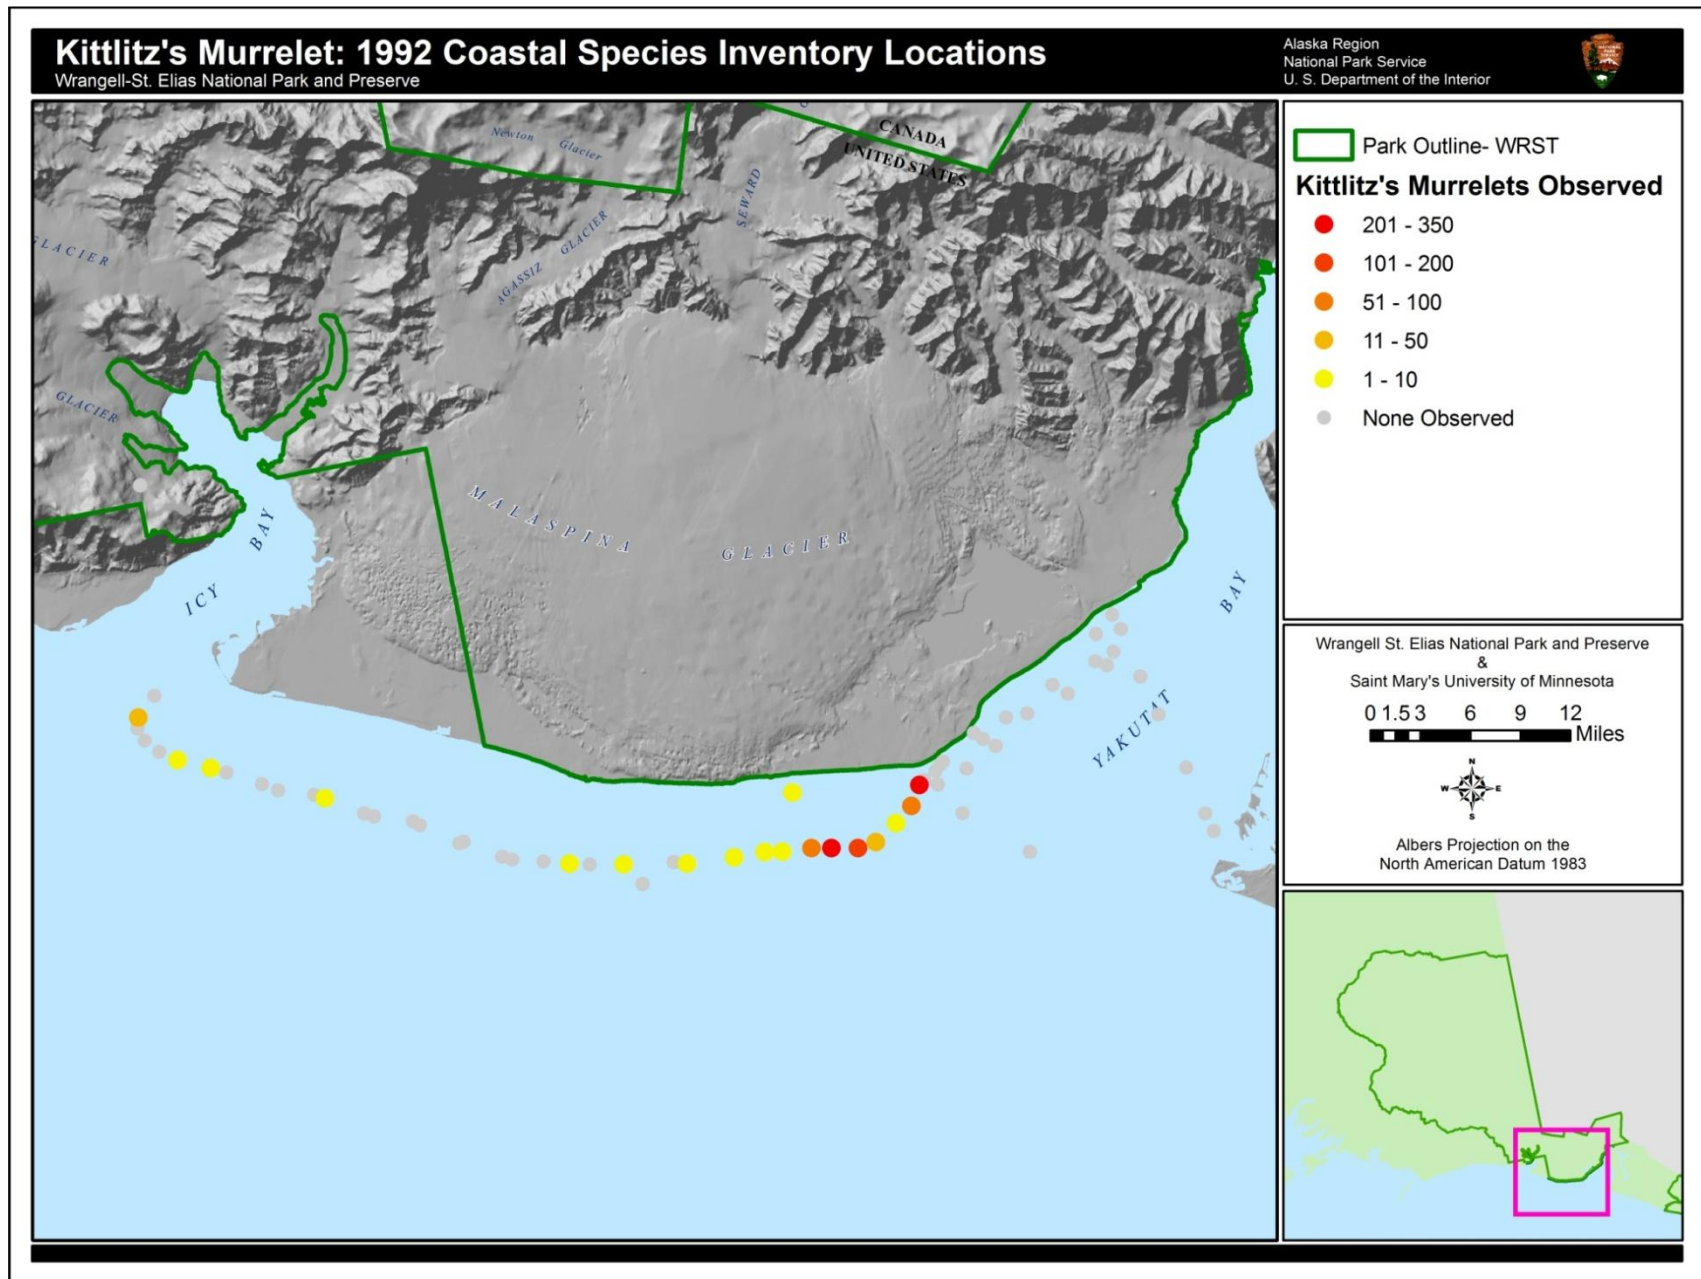 Kittlitz's Murrelet: 1992 Coastal Species Inventory Locations
Wrangell-St. Elias National Park and Preserve
Alaska Region
National Park Service
U. S. Department of the Interior
Newton Glacier
CANADA
UNITED STATES
SEWARD
AGASSIZ GLACIER
GLACIER
GLACIER
MALASPINA GLACIER
ICY BAY
YAKUTAT BAY
Park Outline- WRST
Kittlitz's Murrelets Observed
201 - 350
101 - 200
51 - 100
11 - 50
1 - 10
None Observed
Wrangell St. Elias National Park and Preserve
&
Saint Mary's University of Minnesota
0 1.5 3 6 9 12
Miles
N
W E
S
Albers Projection on the
North American Datum 1983